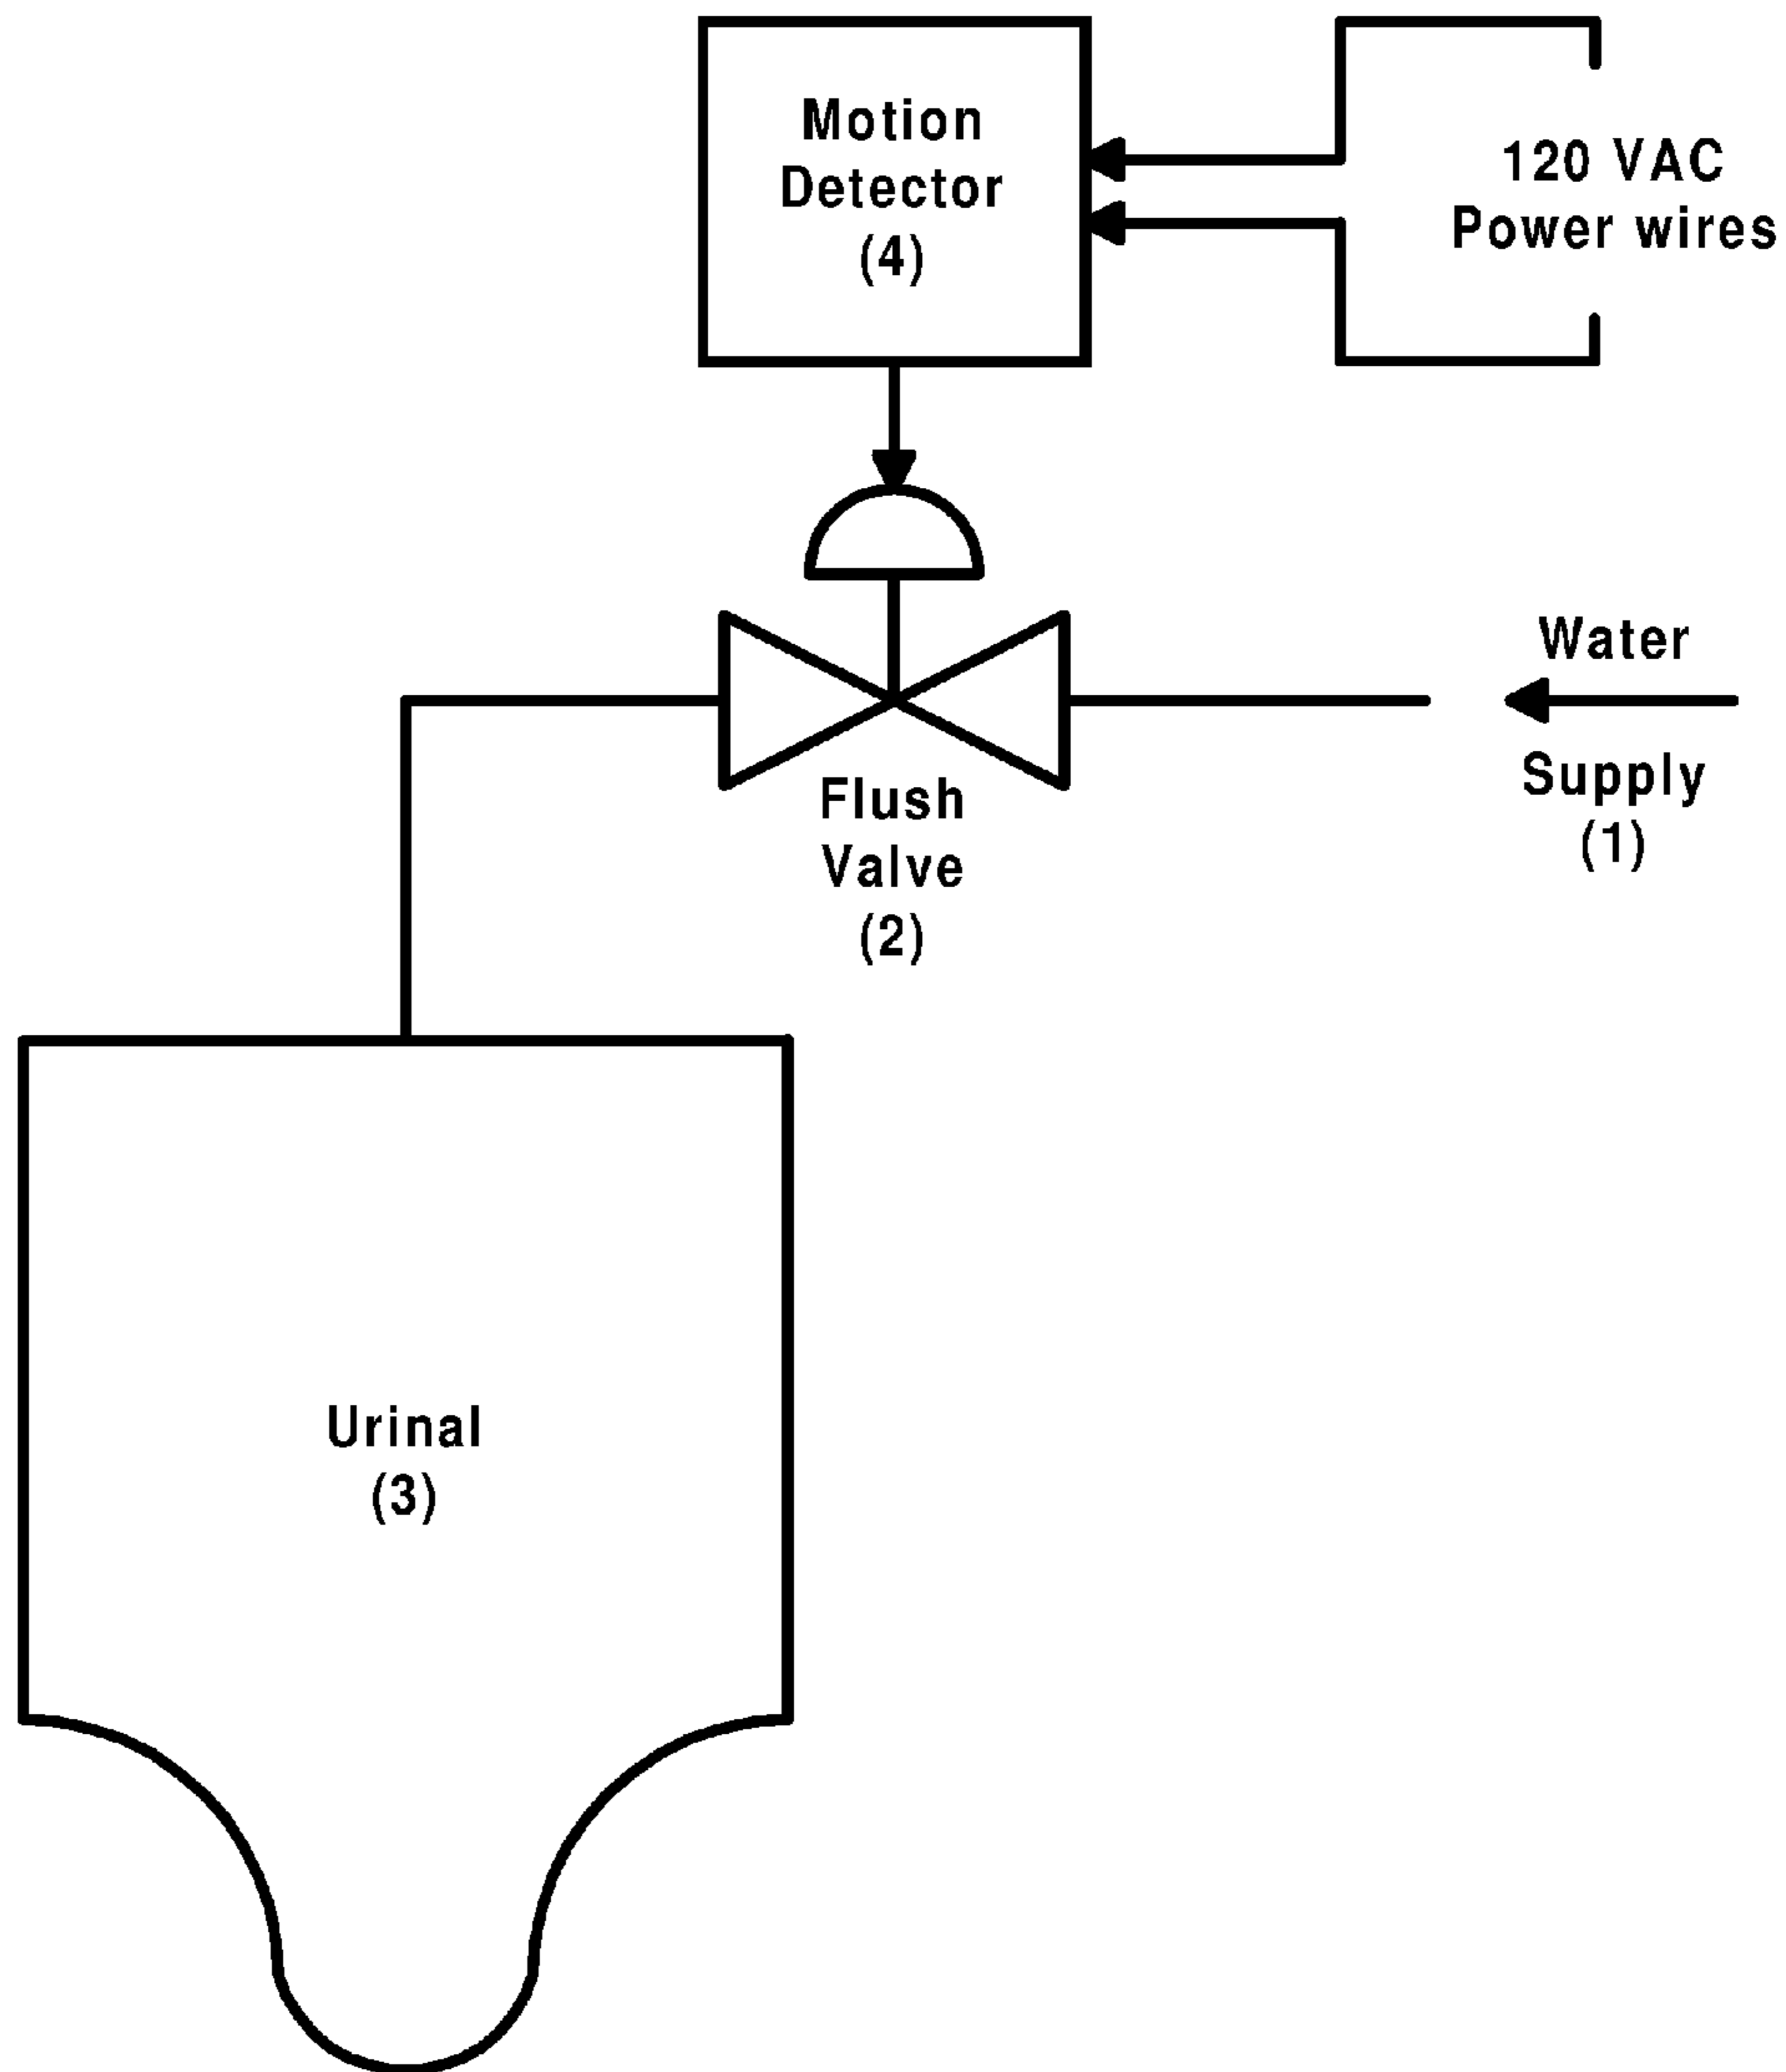 Motion
Detector
(4)
120 VAC
Power wires
Water
Supply
(1)
Flush
Valve
(2)
Urinal
(3)